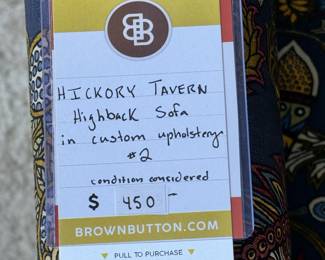 HICKORY TAVERN
Highback Sofa
in custom upholstery
#2
condition considered
$ 450 -
BROWNBUTTON.COM
▼ PULL TO PURCHASE ▼